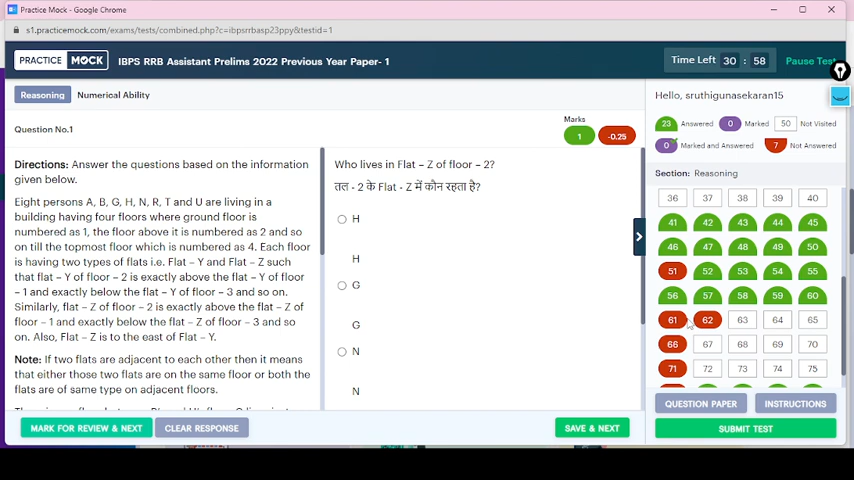 Practice Mock - Google Chrome
s1.practicemock.com/exams/tests/combined.php?c=ibpsrrbasp23ppy&testid=1
PRACTICE MOCK
IBPS RRB Assistant Prelims 2022 Previous Year Paper- 1
Time Left 30 : 58
Pause Test
Reasoning
Numerical Ability
Question No.1
Marks
1
-0.25
Directions: Answer the questions based on the information
given below.
Eight persons A, B, G, H, N, R, T and U are living in a
building having four floors where ground floor is
numbered as 1, the floor above it is numbered as 2 and so
on till the topmost floor which is numbered as 4. Each floor
is having two types of flats i.e. Flat – Y and Flat – Z such
that flat – Y of floor – 2 is exactly above the flat – Y of floor
– 1 and exactly below the flat – Y of floor – 3 and so on.
Similarly, flat – Z of floor – 2 is exactly above the flat – Z of
floor – 1 and exactly below the flat – Z of floor – 3 and so
on. Also, Flat – Z is to the east of Flat – Y.
Note: If two flats are adjacent to each other then it means
that either those two flats are on the same floor or both the
flats are of same type on adjacent floors.
Who lives in Flat – Z of floor – 2?
तल - 2 के Flat - Z में कौन रहता है?
H
H
G
G
N
N
MARK FOR REVIEW & NEXT
CLEAR RESPONSE
SAVE & NEXT
Hello, sruthigunasekaran15
23 Answered
0 Marked
50 Not Visited
0 Marked and Answered
7 Not Answered
Section: Reasoning
36 37 38 39 40
41 42 43 44 45
46 47 48 49 50
51 52 53 54 55
56 57 58 59 60
61 62 63 64 65
66 67 68 69 70
71 72 73 74 75
QUESTION PAPER
INSTRUCTIONS
SUBMIT TEST